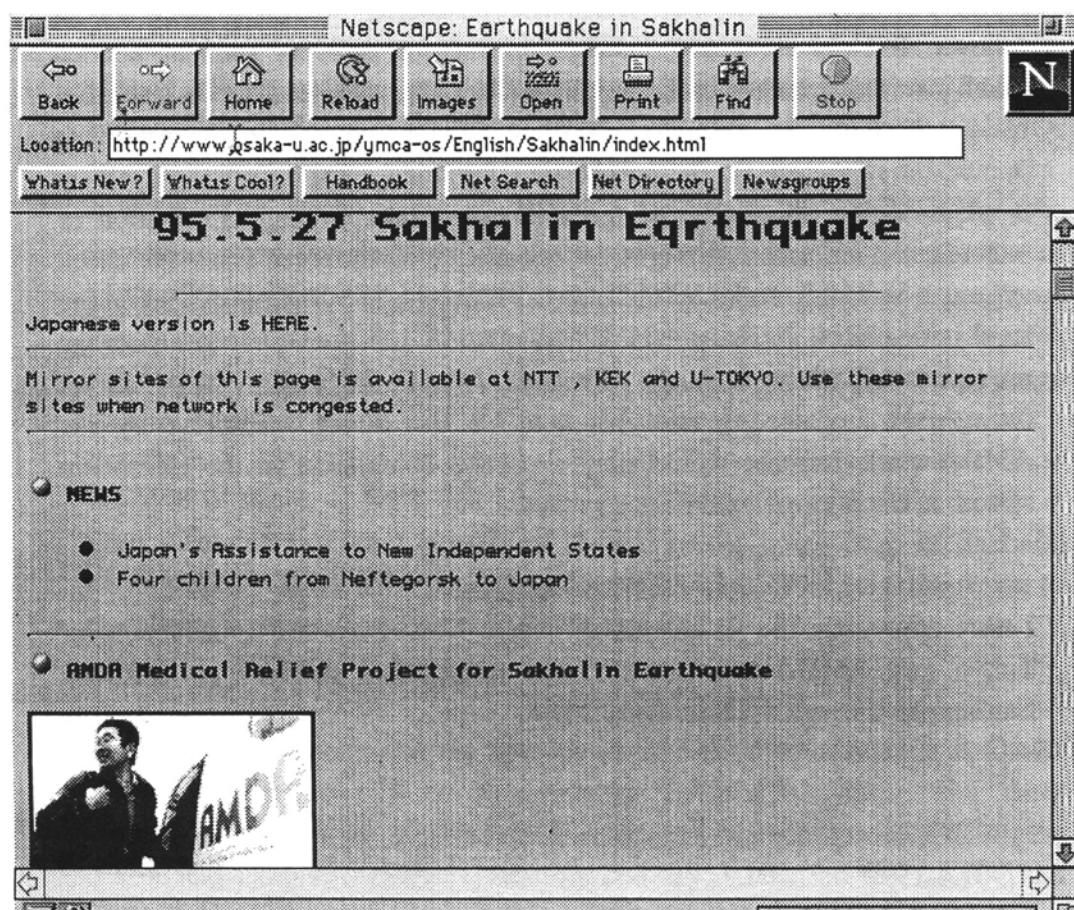 Netscape: Earthquake in Sakhalin
Back Forward Home Reload Images Open Print Find Stop
N
Location: http://www.osaka-u.ac.jp/ymca-os/English/Sakhalin/index.html
What's New? What's Cool? Handbook Net Search Net Directory Newsgroups
95.5.27 Sakhalin Eqrthquake
Japanese version is HERE.
Mirror sites of this page is available at NTT , KEK and U-TOKYO. Use these mirror
sites when network is congested.
NEWS
Japan's Assistance to New Independent States
Four children from Neftegorsk to Japan
AMDA Medical Relief Project for Sakhalin Earthquake
AMDA